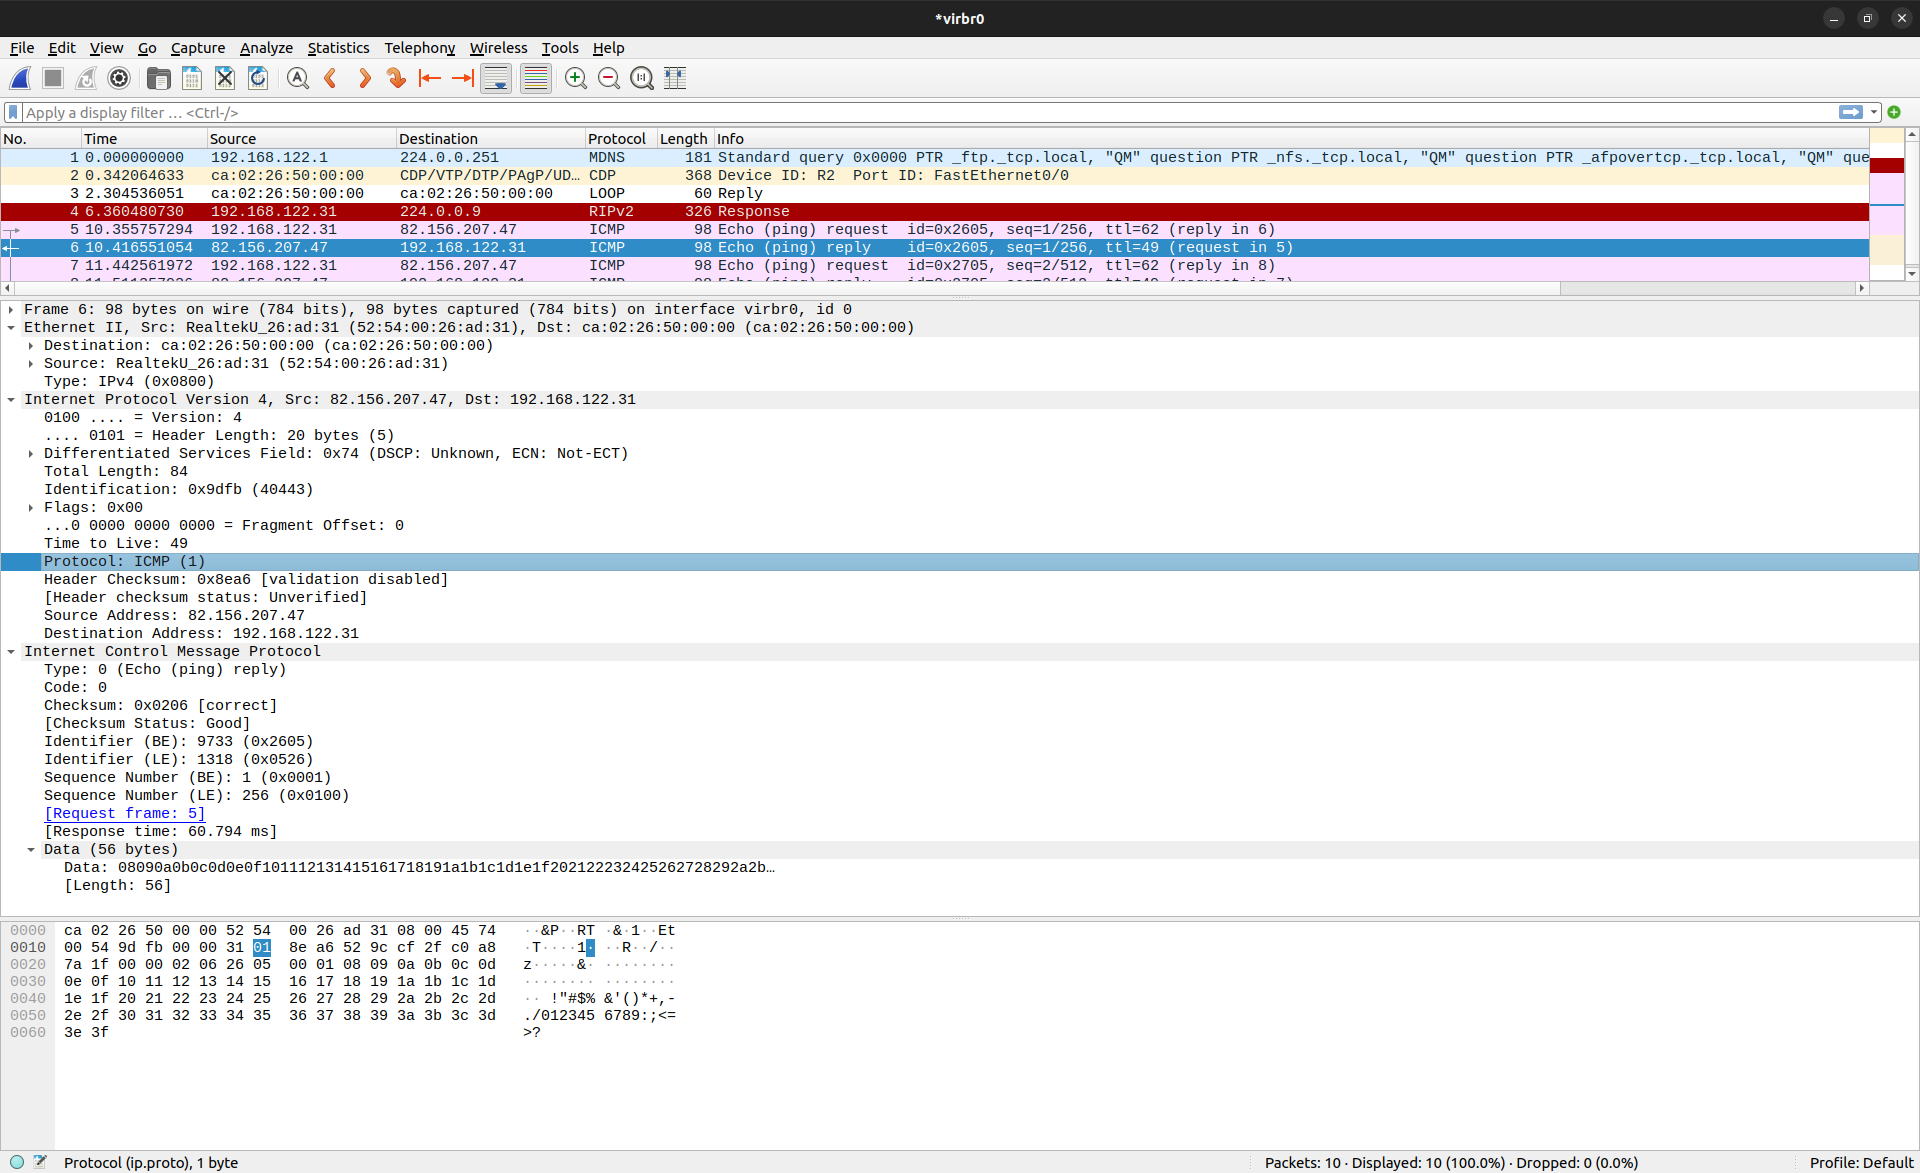 *virbr0
File Edit View Go Capture Analyze Statistics Telephony Wireless Tools Help
Apply a display filter … <Ctrl-/>
No. Time Source Destination Protocol Length Info
1 0.000000000 192.168.122.1 224.0.0.251 MDNS 181 Standard query 0x0000 PTR _ftp._tcp.local, "QM" question PTR _nfs._tcp.local, "QM" question PTR _afpovertcp._tcp.local, "QM" que
2 0.342064633 ca:02:26:50:00:00 CDP/VTP/DTP/PAgP/UD… CDP 368 Device ID: R2  Port ID: FastEthernet0/0
3 2.304536051 ca:02:26:50:00:00 ca:02:26:50:00:00 LOOP 60 Reply
4 6.360480730 192.168.122.31 224.0.0.9 RIPv2 326 Response
5 10.355757294 192.168.122.31 82.156.207.47 ICMP 98 Echo (ping) request  id=0x2605, seq=1/256, ttl=62 (reply in 6)
6 10.416551054 82.156.207.47 192.168.122.31 ICMP 98 Echo (ping) reply    id=0x2605, seq=1/256, ttl=49 (request in 5)
7 11.442561972 192.168.122.31 82.156.207.47 ICMP 98 Echo (ping) request  id=0x2705, seq=2/512, ttl=62 (reply in 8)
Frame 6: 98 bytes on wire (784 bits), 98 bytes captured (784 bits) on interface virbr0, id 0
Ethernet II, Src: RealtekU_26:ad:31 (52:54:00:26:ad:31), Dst: ca:02:26:50:00:00 (ca:02:26:50:00:00)
Destination: ca:02:26:50:00:00 (ca:02:26:50:00:00)
Source: RealtekU_26:ad:31 (52:54:00:26:ad:31)
Type: IPv4 (0x0800)
Internet Protocol Version 4, Src: 82.156.207.47, Dst: 192.168.122.31
0100 .... = Version: 4
.... 0101 = Header Length: 20 bytes (5)
Differentiated Services Field: 0x74 (DSCP: Unknown, ECN: Not-ECT)
Total Length: 84
Identification: 0x9dfb (40443)
Flags: 0x00
...0 0000 0000 0000 = Fragment Offset: 0
Time to Live: 49
Protocol: ICMP (1)
Header Checksum: 0x8ea6 [validation disabled]
[Header checksum status: Unverified]
Source Address: 82.156.207.47
Destination Address: 192.168.122.31
Internet Control Message Protocol
Type: 0 (Echo (ping) reply)
Code: 0
Checksum: 0x0206 [correct]
[Checksum Status: Good]
Identifier (BE): 9733 (0x2605)
Identifier (LE): 1318 (0x0526)
Sequence Number (BE): 1 (0x0001)
Sequence Number (LE): 256 (0x0100)
[Request frame: 5]
[Response time: 60.794 ms]
Data (56 bytes)
Data: 08090a0b0c0d0e0f101112131415161718191a1b1c1d1e1f202122232425262728292a2b…
[Length: 56]
0000 ca 02 26 50 00 00 52 54  00 26 ad 31 08 00 45 74 ··&P··RT ·&·1··Et
0010 00 54 9d fb 00 00 31 01  8e a6 52 9c cf 2f c0 a8 ·T····1· ··R··/··
0020 7a 1f 00 00 02 06 26 05  00 01 08 09 0a 0b 0c 0d z·····&· ········
0030 0e 0f 10 11 12 13 14 15  16 17 18 19 1a 1b 1c 1d ········ ········
0040 1e 1f 20 21 22 23 24 25  26 27 28 29 2a 2b 2c 2d ·· !"#$% &'()*+,-
0050 2e 2f 30 31 32 33 34 35  36 37 38 39 3a 3b 3c 3d ./012345 6789:;<=
0060 3e 3f >?
Protocol (ip.proto), 1 byte Packets: 10 · Displayed: 10 (100.0%) · Dropped: 0 (0.0%) Profile: Default